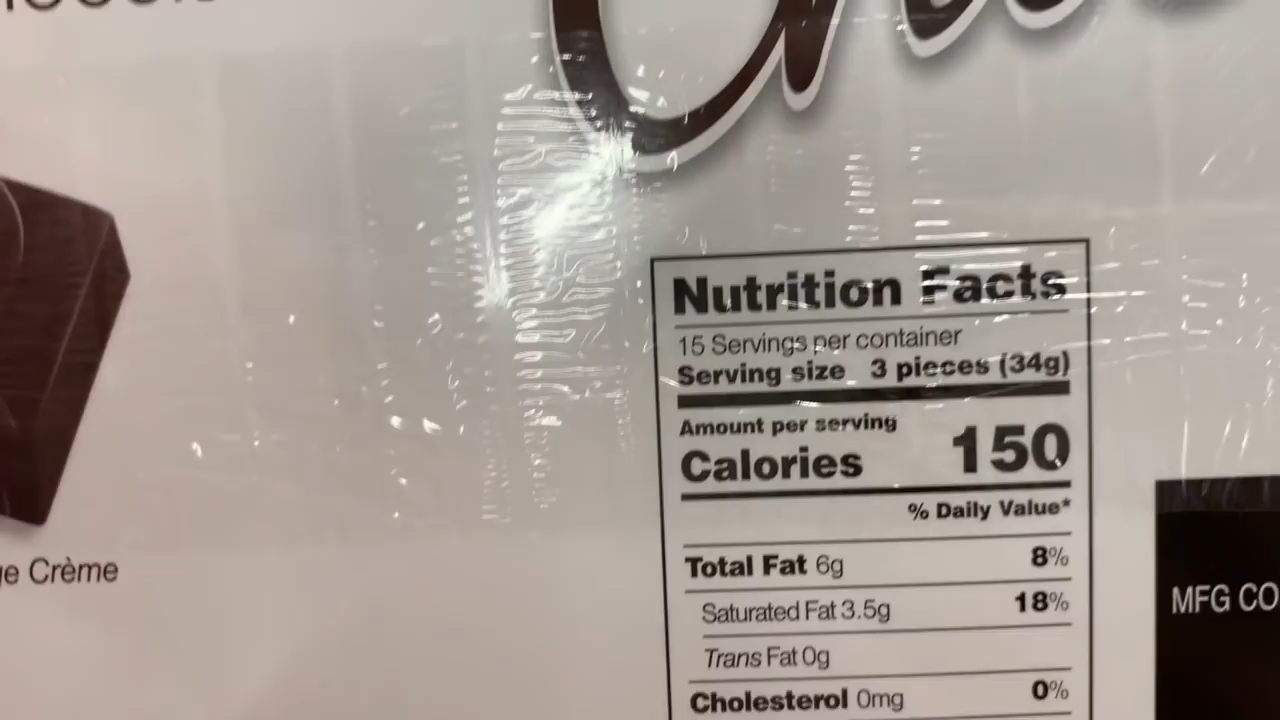 Nutrition Facts
15 Servings per container
Serving size 3 pieces (34g)
Amount per serving
Calories 150
% Daily Value*
Total Fat 6g 8%
Saturated Fat 3.5g 18%
Trans Fat 0g
Cholesterol 0mg 0%
Crème
MFG CO